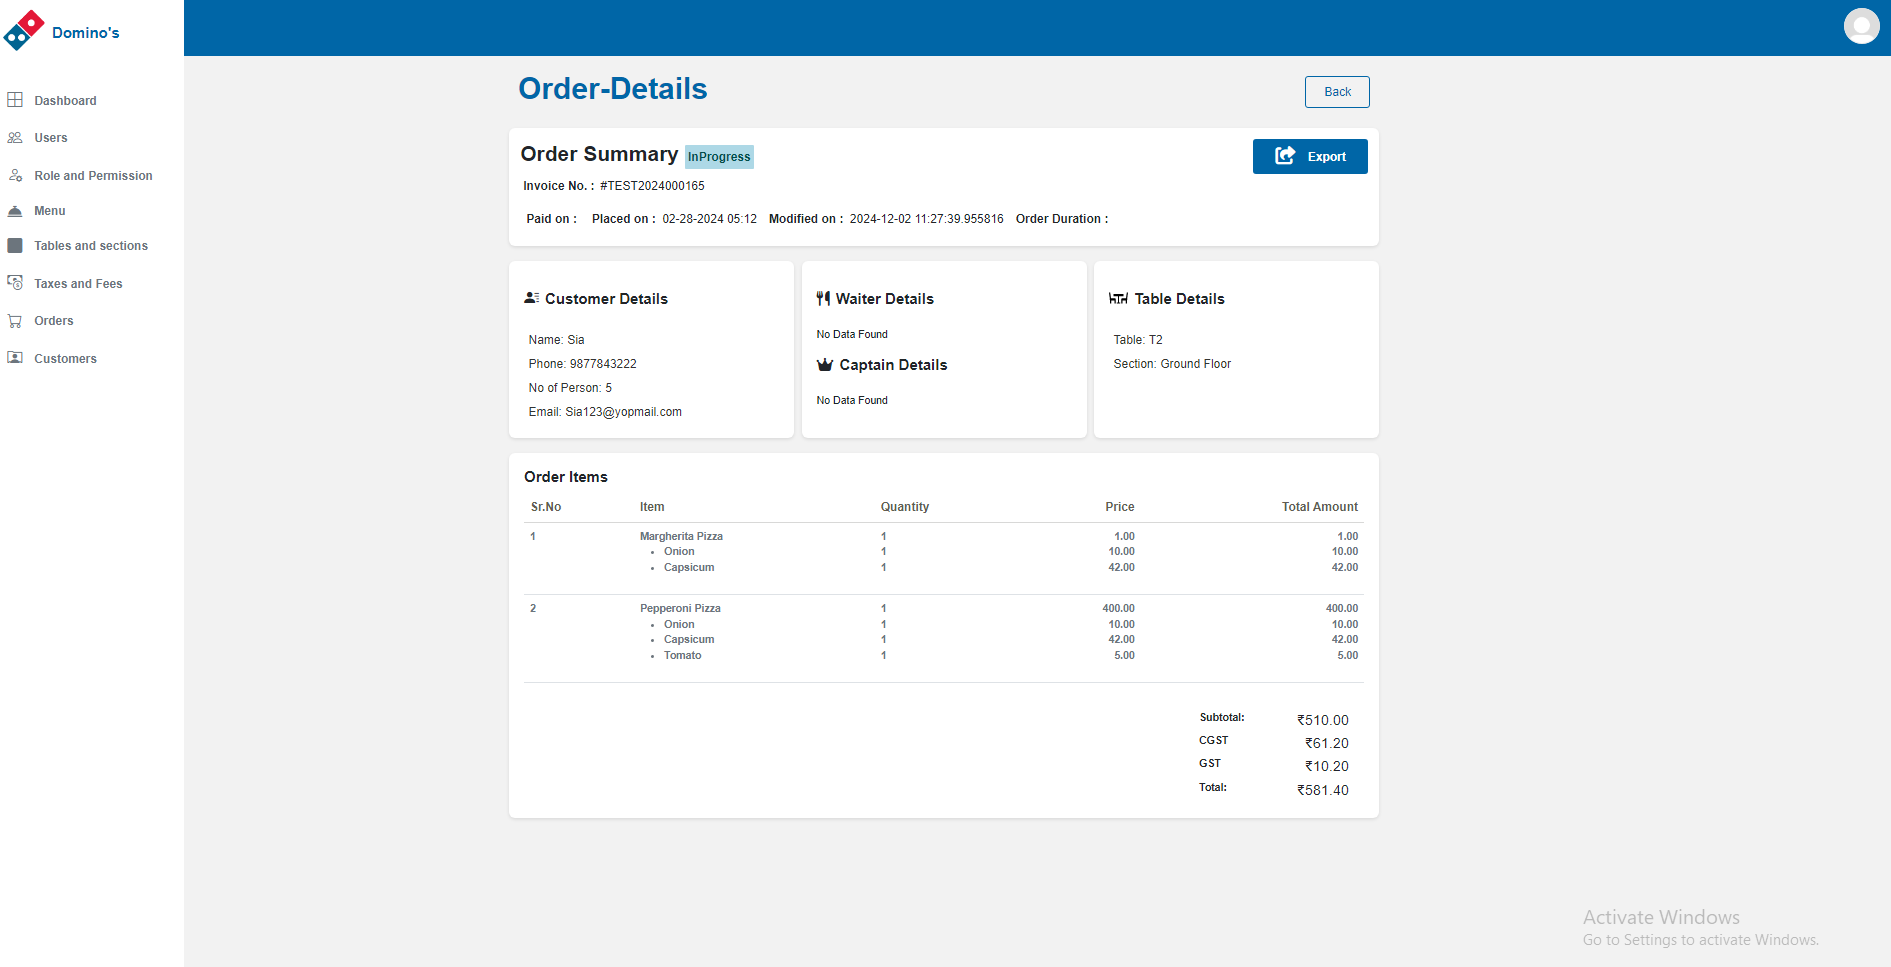 Domino's
Dashboard
Users
Role and Permission
Menu
Tables and sections
Taxes and Fees
Orders
Customers
Order-Details
Back
Order Summary InProgress
Export
Invoice No. : #TEST2024000165
Paid on : Placed on : 02-28-2024 05:12 Modified on : 2024-12-02 11:27:39.955816 Order Duration :
Customer Details
Name: Sia
Phone: 9877843222
No of Person: 5
Email: Sia123@yopmail.com
Waiter Details
No Data Found
Captain Details
No Data Found
Table Details
Table: T2
Section: Ground Floor
Order Items
Sr.No Item Quantity Price Total Amount
1 Margherita Pizza 1 1.00 1.00
• Onion 1 10.00 10.00
• Capsicum 1 42.00 42.00
2 Pepperoni Pizza 1 400.00 400.00
• Onion 1 10.00 10.00
• Capsicum 1 42.00 42.00
• Tomato 1 5.00 5.00
Subtotal: ₹510.00
CGST ₹61.20
GST ₹10.20
Total: ₹581.40
Activate Windows
Go to Settings to activate Windows.